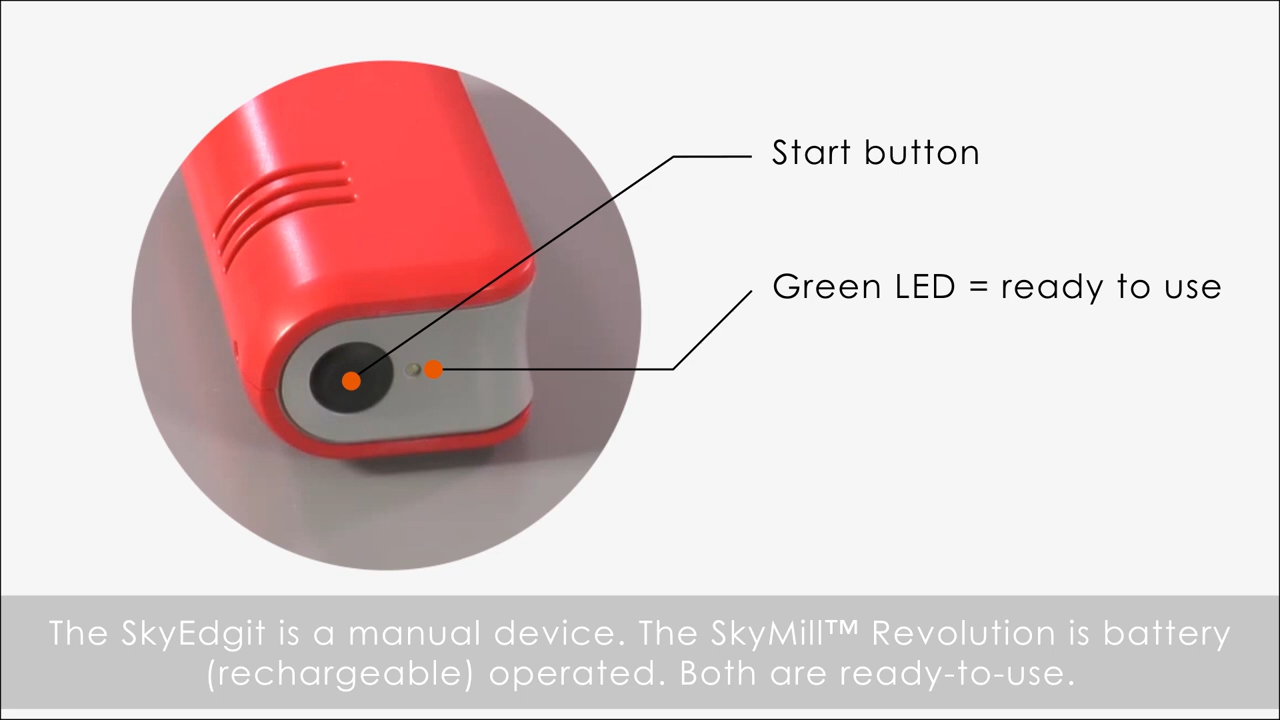 Start button
Green LED = ready to use
The SkyEdgit is a manual device. The SkyMill™ Revolution is battery
(rechargeable) operated. Both are ready-to-use.